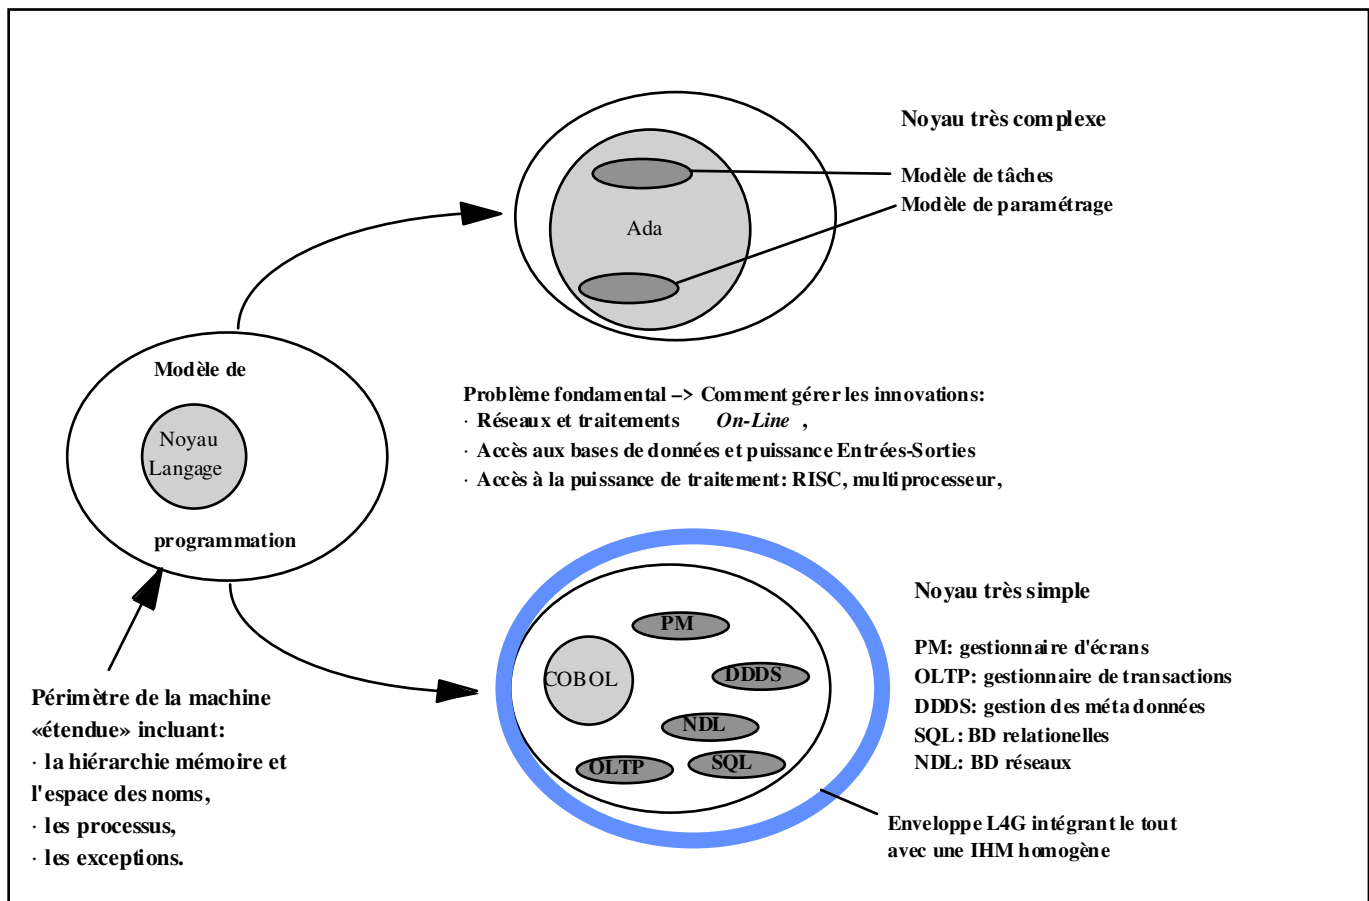 Noyau très complexe
Modèle de tâches
Modèle de paramétrage
Ada
Modèle de
Noyau
Langage
programmation
Problème fondamental –> Comment gérer les innovations:
· Réseaux et traitements On-Line ,
· Accès aux bases de données et puissance Entrées-Sorties
· Accès à la puissance de traitement: RISC, multiprocesseur,
Périmètre de la machine
«étendue» incluant:
· la hiérarchie mémoire et
l'espace des noms,
· les processus,
· les exceptions.
PM
COBOL
DDDS
NDL
OLTP
SQL
Noyau très simple
PM: gestionnaire d'écrans
OLTP: gestionnaire de transactions
DDDS: gestion des méta données
SQL: BD relationelles
NDL: BD réseaux
Enveloppe L4G intégrant le tout
avec une IHM homogène